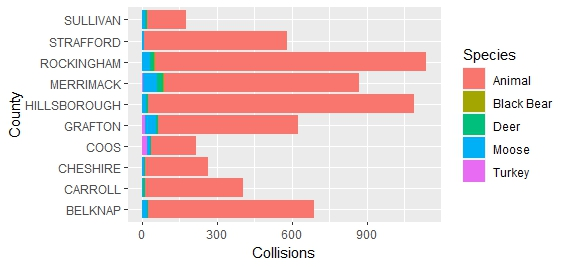 SULLIVAN
STRAFFORD
ROCKINGHAM
MERRIMACK
HILLSBOROUGH
GRAFTON
COOS
CHESHIRE
CARROLL
BELKNAP
County
0 300 600 900
Collisions
Species
Animal
Black Bear
Deer
Moose
Turkey